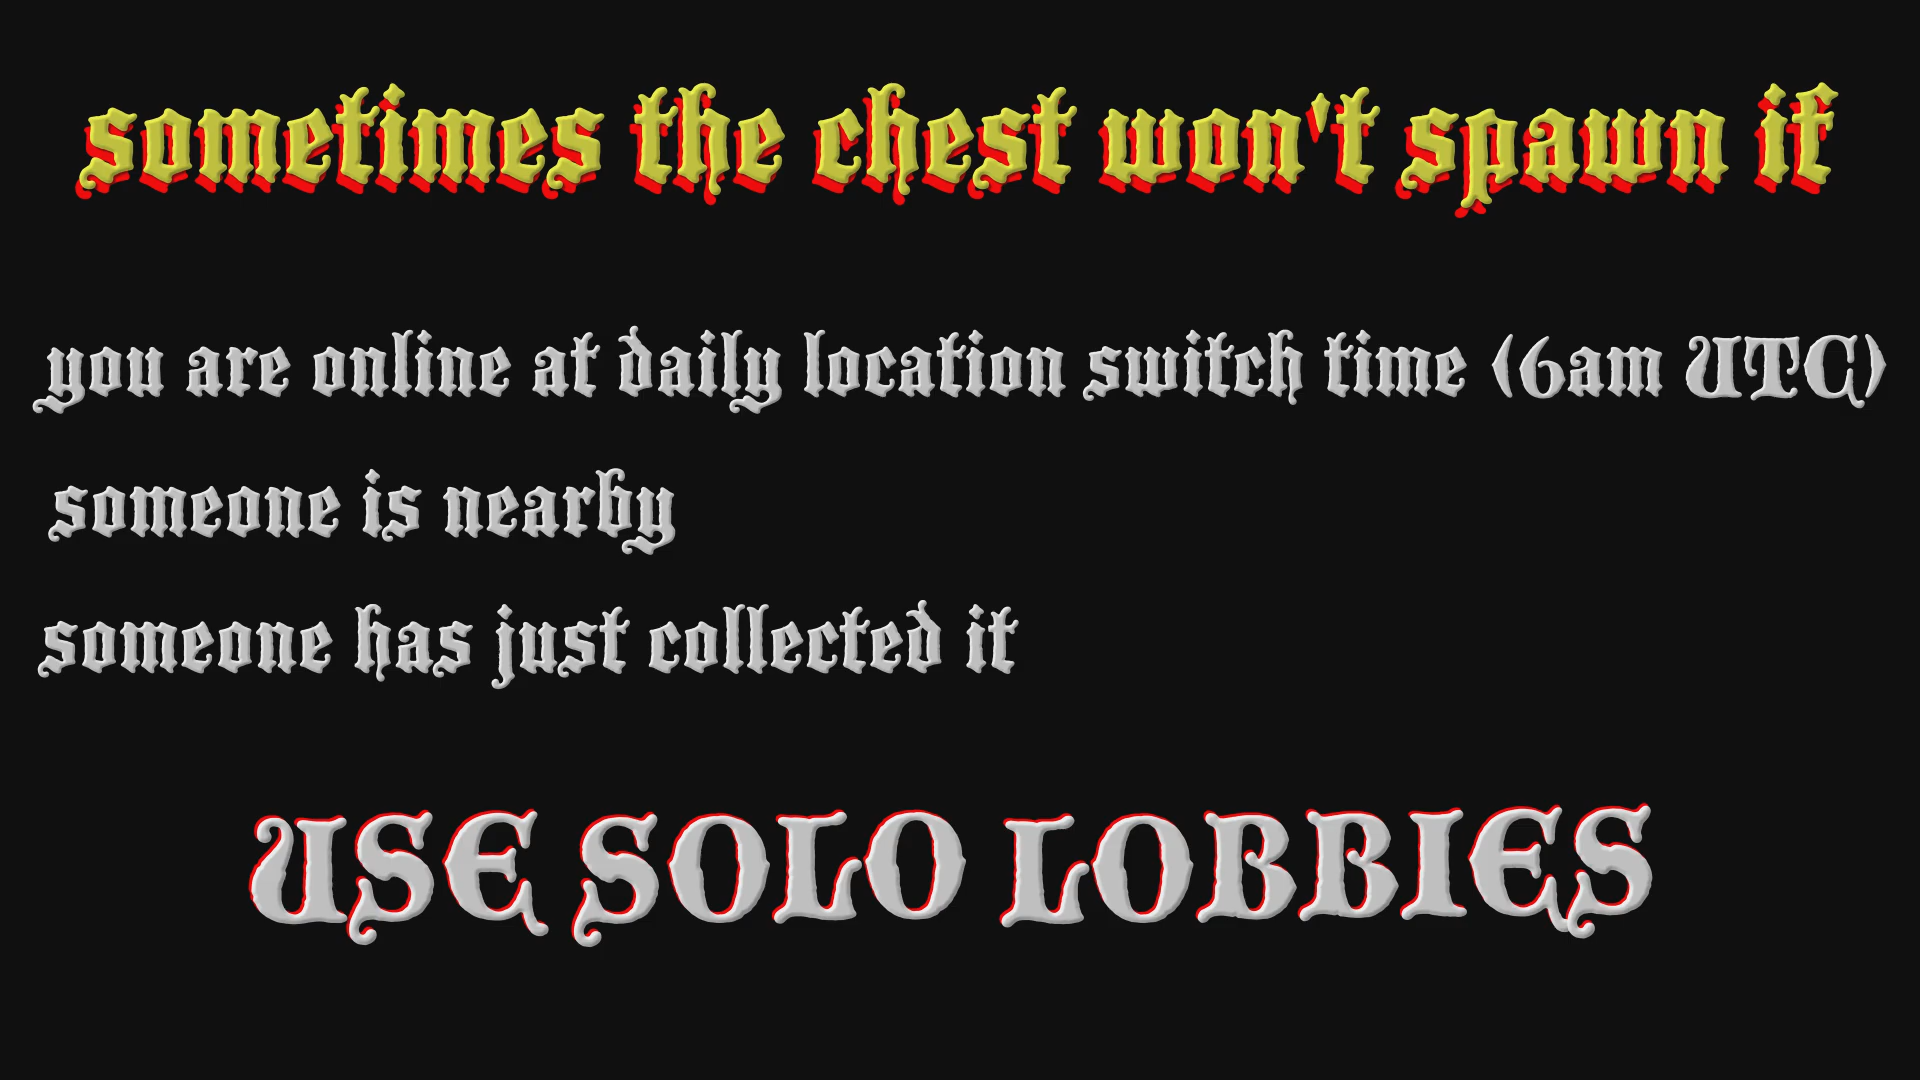 sometimes the chest won't spawn if
you are online at daily location switch time (6am UTC)
someone is nearby
someone has just collected it
USE SOLO LOBBIES